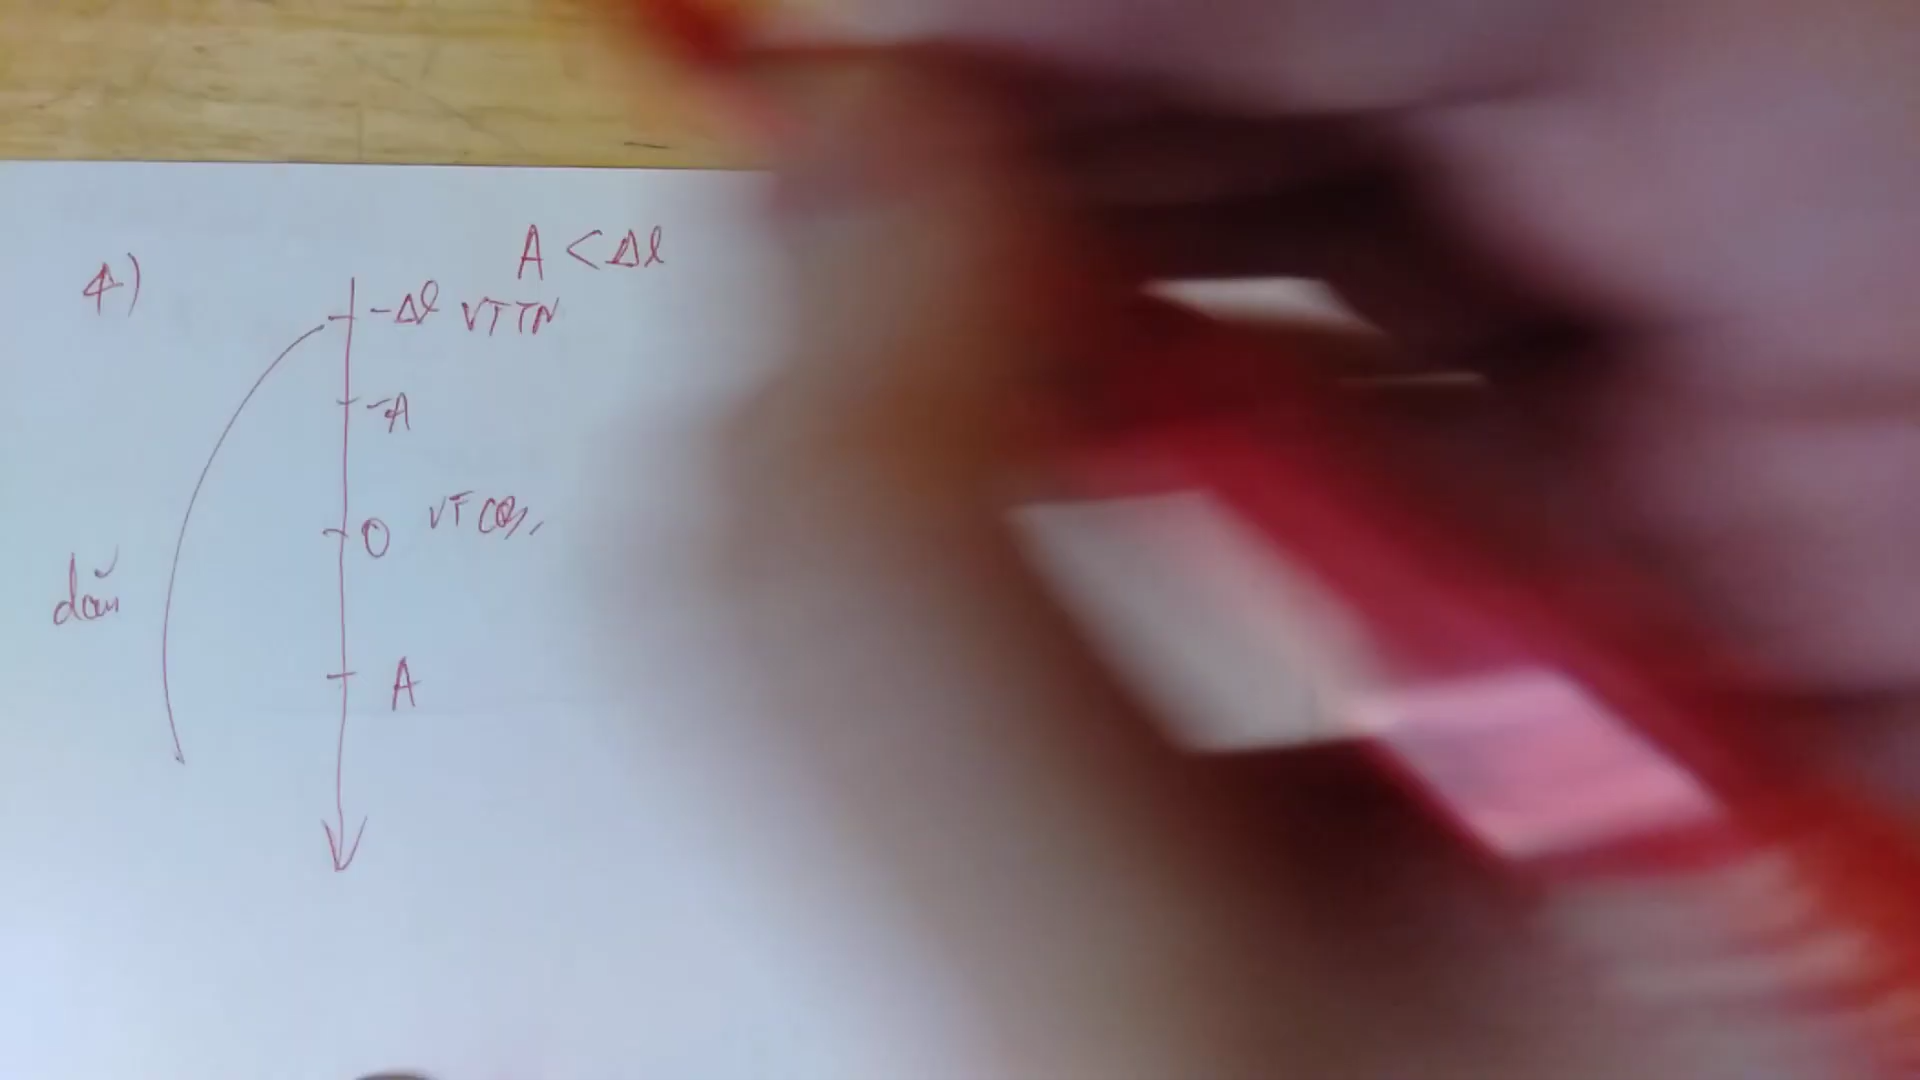 4)
A < Δl
-Δl VTTN
-A
O VTCB
dãn
A